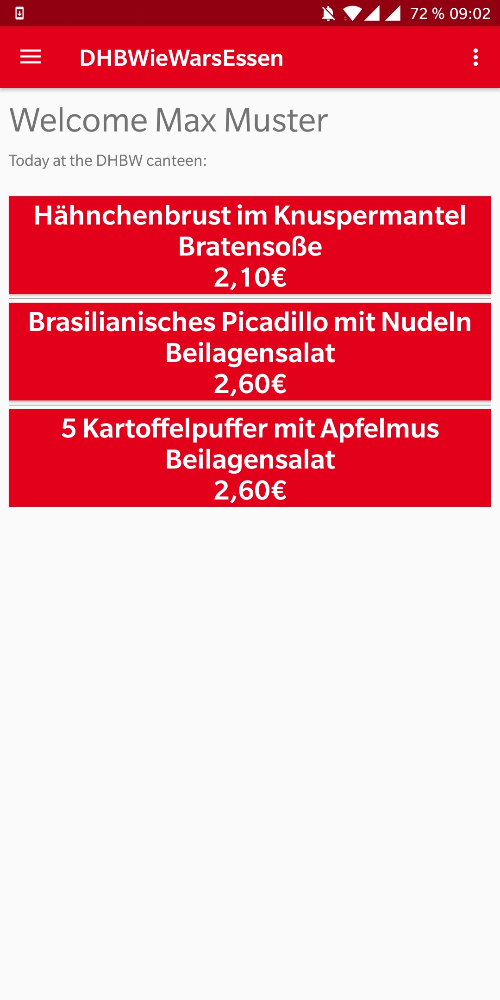 72 % 09:02
DHBWieWarsEssen
Welcome Max Muster
Today at the DHBW canteen:
Hähnchenbrust im Knuspermantel
Bratensoße
2,10€
Brasilianisches Picadillo mit Nudeln
Beilagensalat
2,60€
5 Kartoffelpuffer mit Apfelmus
Beilagensalat
2,60€